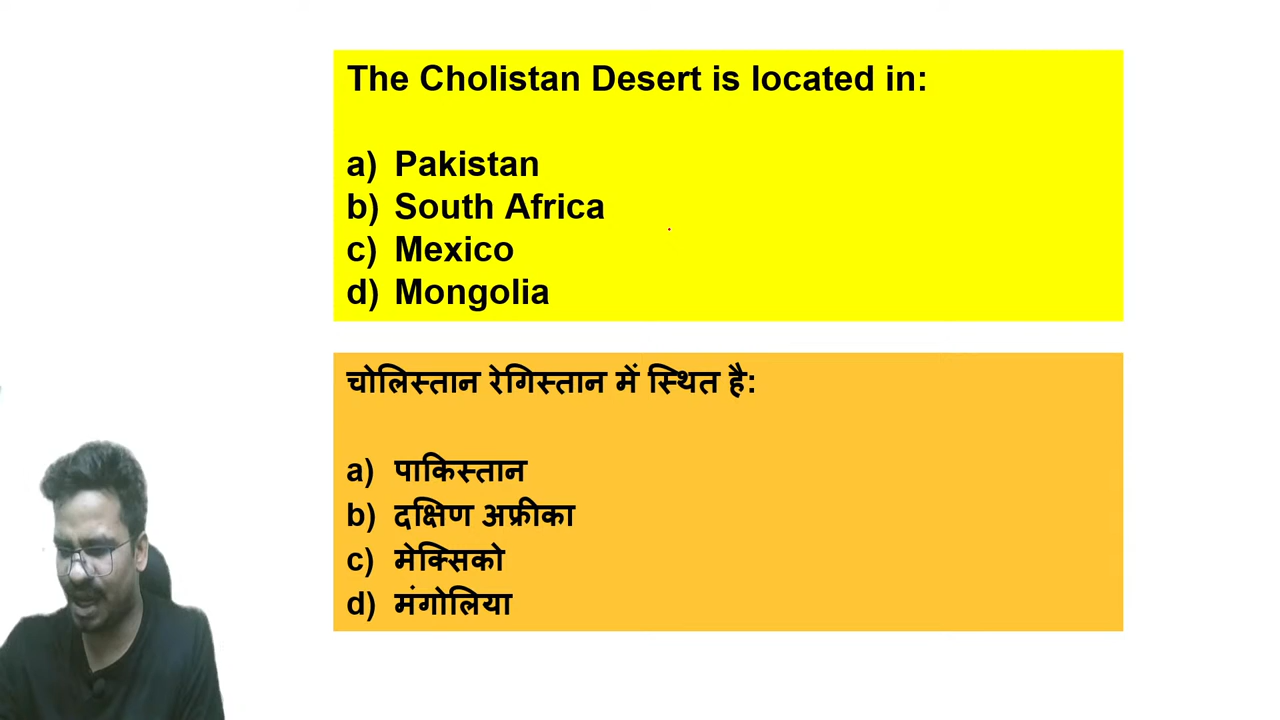 The Cholistan Desert is located in:
a) Pakistan
b) South Africa
c) Mexico
d) Mongolia
चोलिस्तान रेगिस्तान में स्थित है:
a) पाकिस्तान
b) दक्षिण अफ्रीका
c) मेक्सिको
d) मंगोलिया